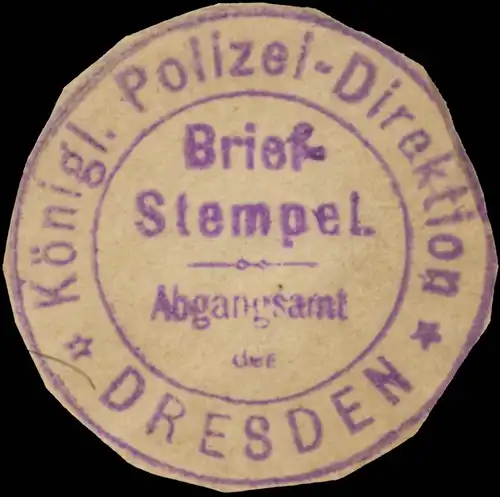 Königl. Polizei-Direktion
Brief-
Stempel.
Abgangsamt
der
* DRESDEN *